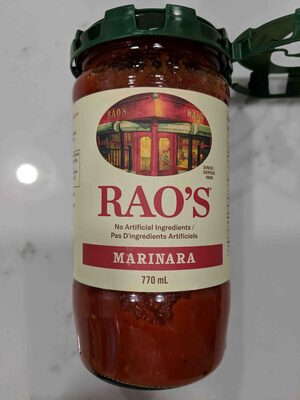 RAO'S RAO'S
SINCE/
DEPUIS
1896
RAO'S
No Artificial Ingredients /
Pas D'ingrédients Artificiels
MARINARA
770 mL